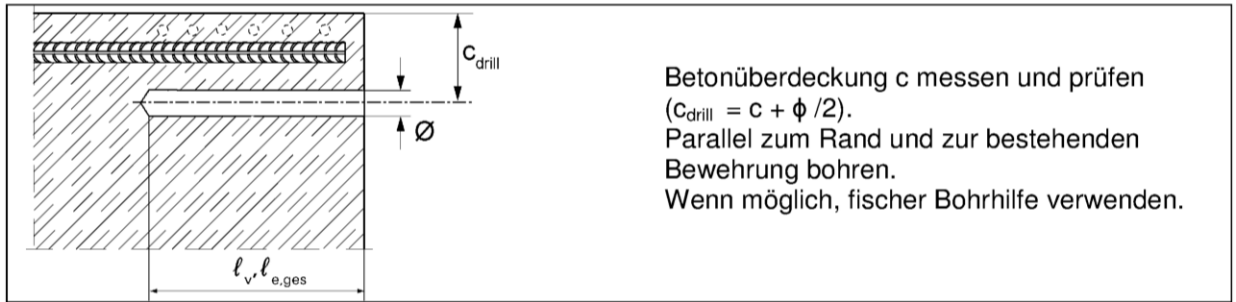 c_drill
Ø
ℓ_v, ℓ_e,ges
Betonüberdeckung c messen und prüfen
(c_drill = c + ϕ /2).
Parallel zum Rand und zur bestehenden
Bewehrung bohren.
Wenn möglich, fischer Bohrhilfe verwenden.